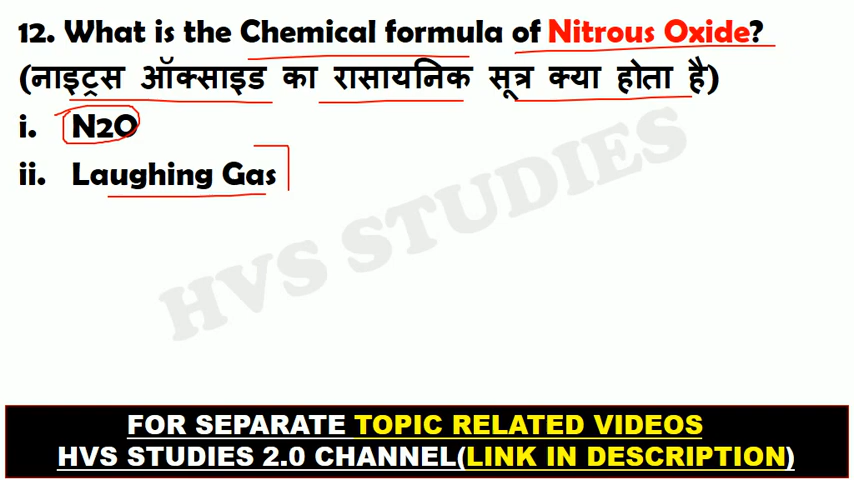 12. What is the Chemical formula of Nitrous Oxide?
(नाइट्रस ऑक्साइड का रासायनिक सूत्र क्या होता है)
i. N2O
ii. Laughing Gas
HVS STUDIES
FOR SEPARATE TOPIC RELATED VIDEOS
HVS STUDIES 2.0 CHANNEL(LINK IN DESCRIPTION)